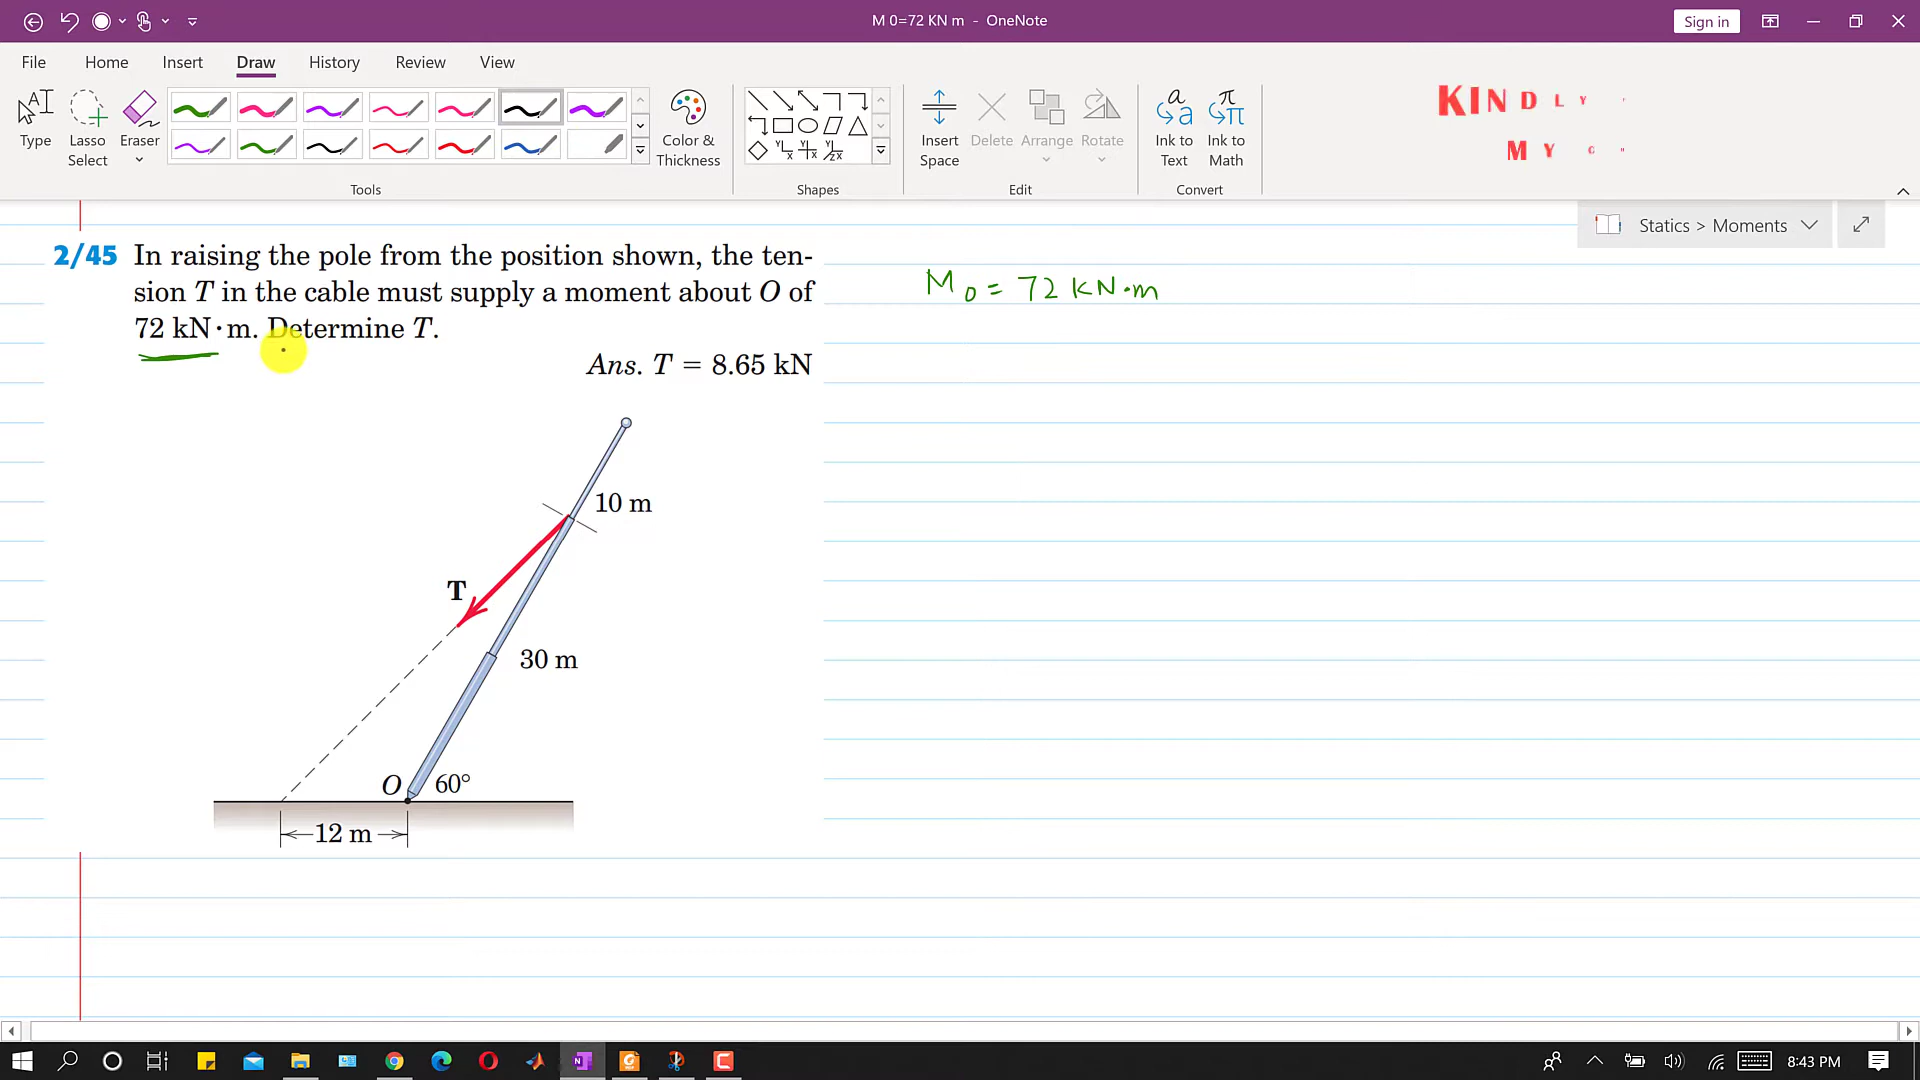 M 0=72 KN m - OneNote
Sign in
File Home Insert Draw History Review View
Type
Lasso Select
Eraser
Color & Thickness
Insert Space
Delete
Arrange
Rotate
Ink to Text
Ink to Math
Tools
Shapes
Edit
Convert
KINDLY
MY
Statics > Moments
2/45 In raising the pole from the position shown, the ten-
sion T in the cable must supply a moment about O of
72 kN·m. Determine T.
Ans. T = 8.65 kN
M₀ = 72 KN·m
10 m
T
30 m
O 60°
12 m
8:43 PM